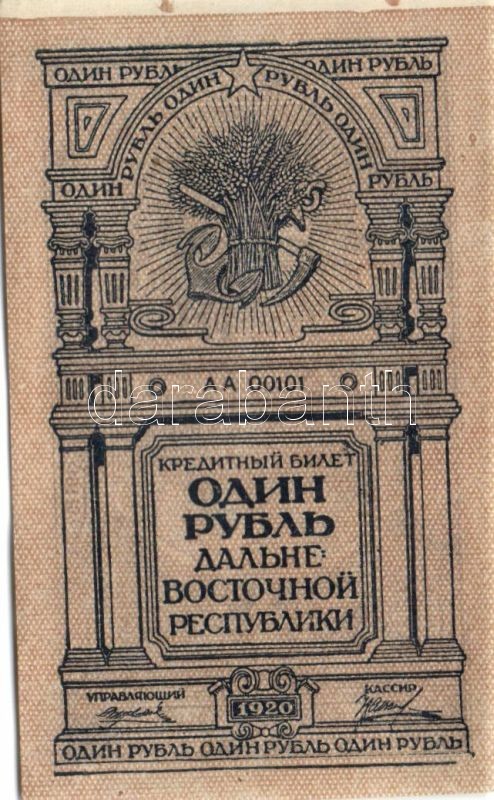 ОДИН РУБЛЬ ОДИН РУБЛЬ ОДИН РУБЛЬ
ОДИН РУБЛЬ ОДИН РУБЛЬ
АА 00101
darabanth
КРЕДИТНЫЙ БИЛЕТ
ОДИН
РУБЛЬ
ДАЛЬНЕ-
ВОСТОЧНОЙ
РЕСПУБЛИКИ
УПРАВЛЯЮЩИЙ
КАССИР
1920
ОДИН РУБЛЬ ОДИН РУБЛЬ ОДИН РУБЛЬ